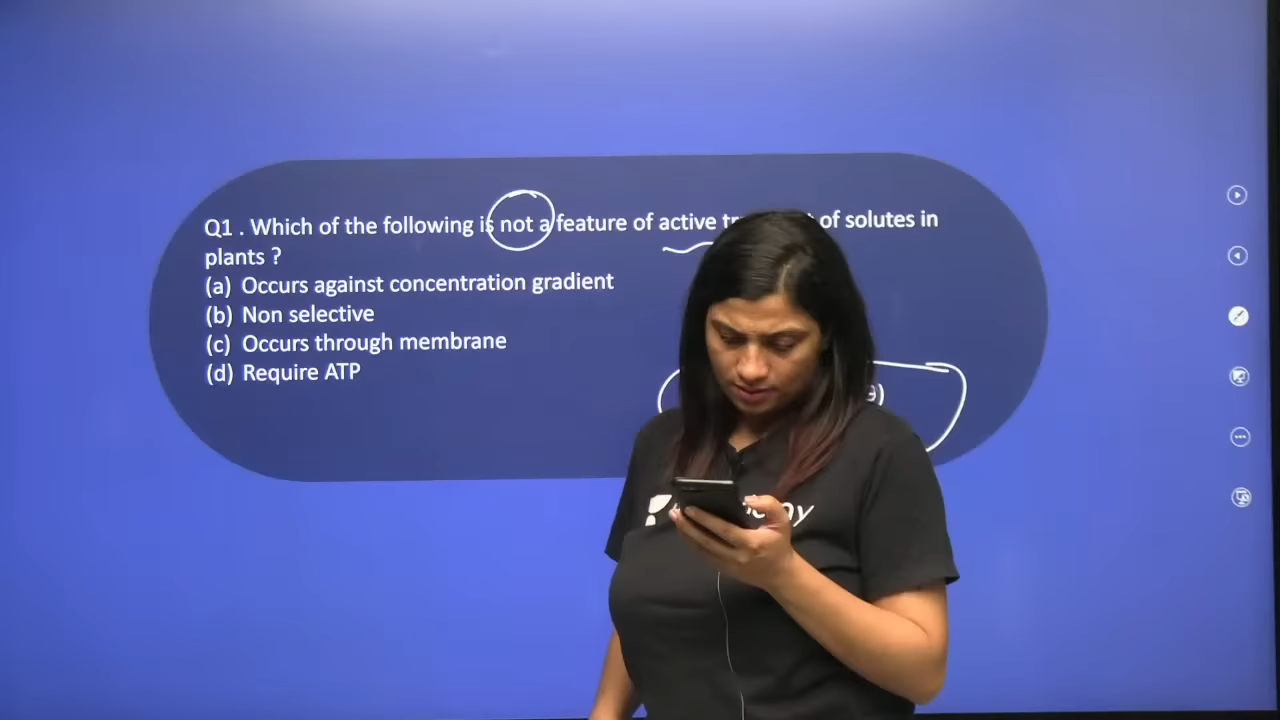 Q1 . Which of the following is not a feature of active of solutes in
plants ?
(a) Occurs against concentration gradient
(b) Non selective
(c) Occurs through membrane
(d) Require ATP